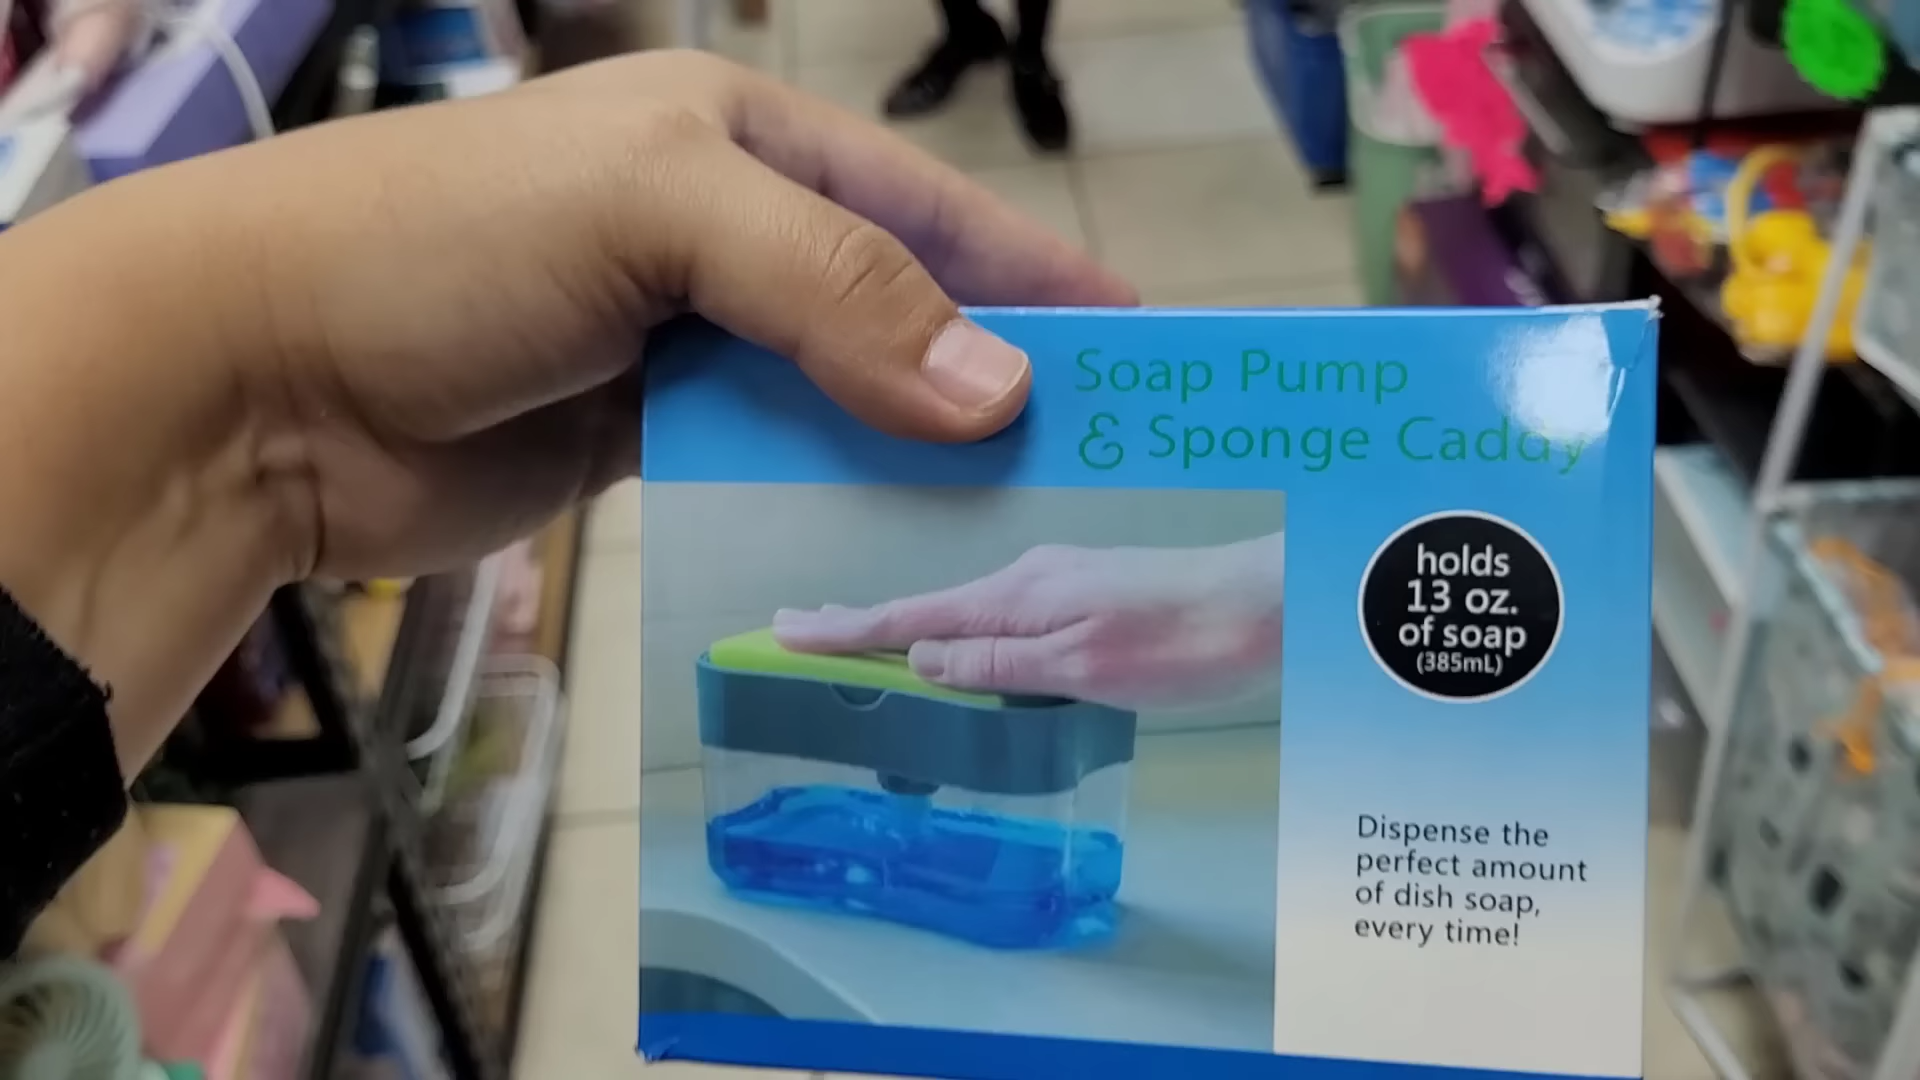 Soap Pump
& Sponge Caddy
holds
13 oz.
of soap
(385mL)
Dispense the
perfect amount
of dish soap,
every time!